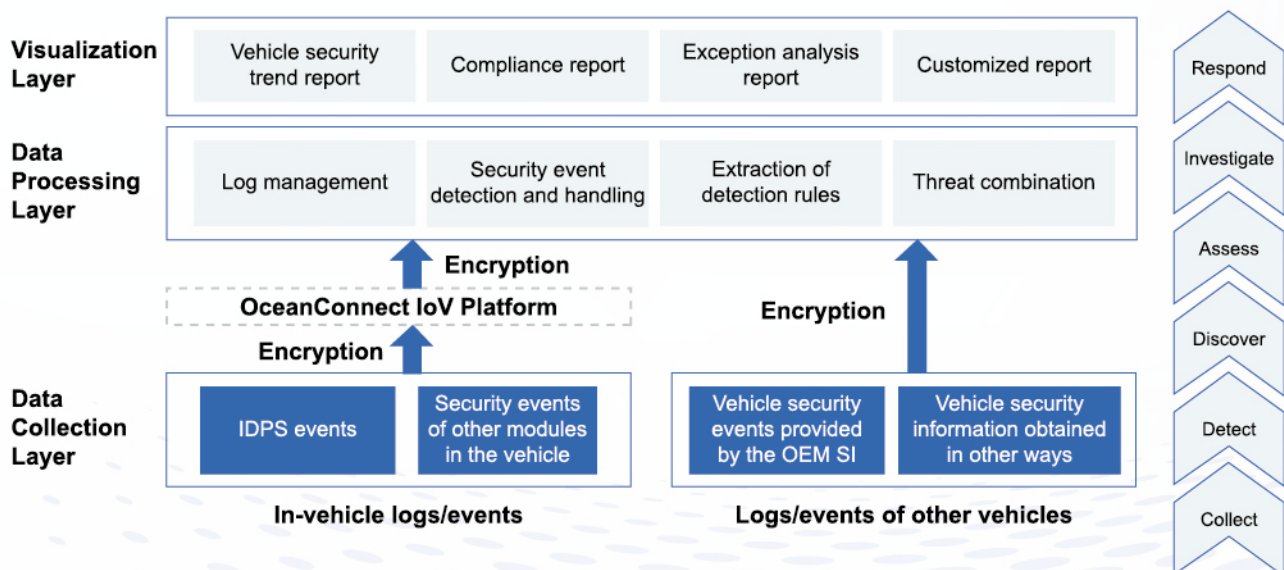 Visualization
Layer
Vehicle security
trend report
Compliance report
Exception analysis
report
Customized report
Data
Processing
Layer
Log management
Security event
detection and handling
Extraction of
detection rules
Threat combination
Encryption
OceanConnect IoV Platform
Encryption
Encryption
Data
Collection
Layer
IDPS events
Security events
of other modules
in the vehicle
Vehicle security
events provided
by the OEM SI
Vehicle security
information obtained
in other ways
In-vehicle logs/events
Logs/events of other vehicles
Respond
Investigate
Assess
Discover
Detect
Collect